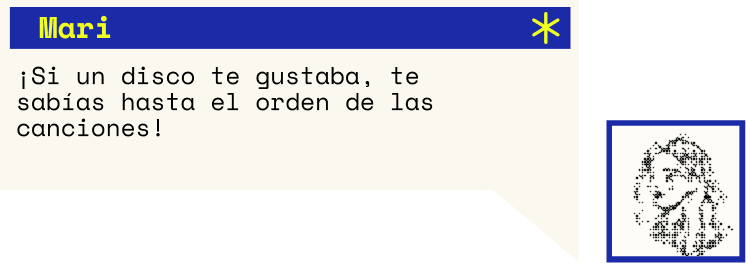 Mari
¡Si un disco te gustaba, te
sabías hasta el orden de las
canciones!